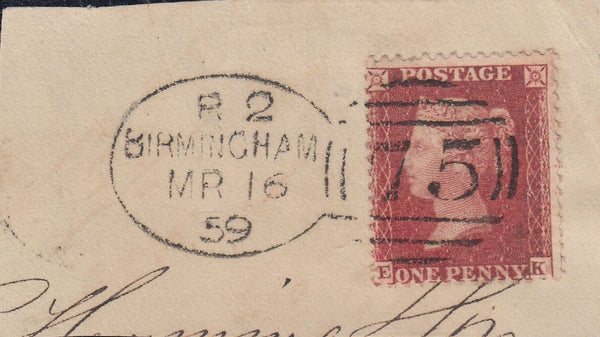 R 2
BIRMINGHAM
MR 16
59
POSTAGE
75
E ONE PENNY K